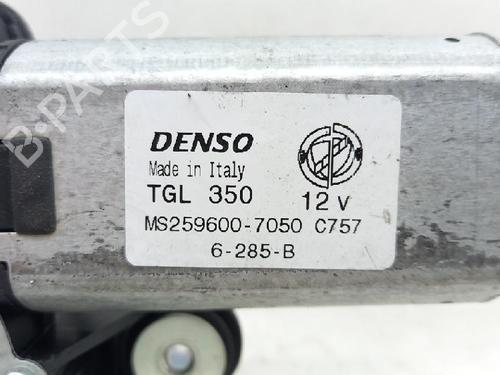 DENSO
Made in Italy
TGL 350 12 V
MS259600-7050 C757
6-285-B
B-PARTS